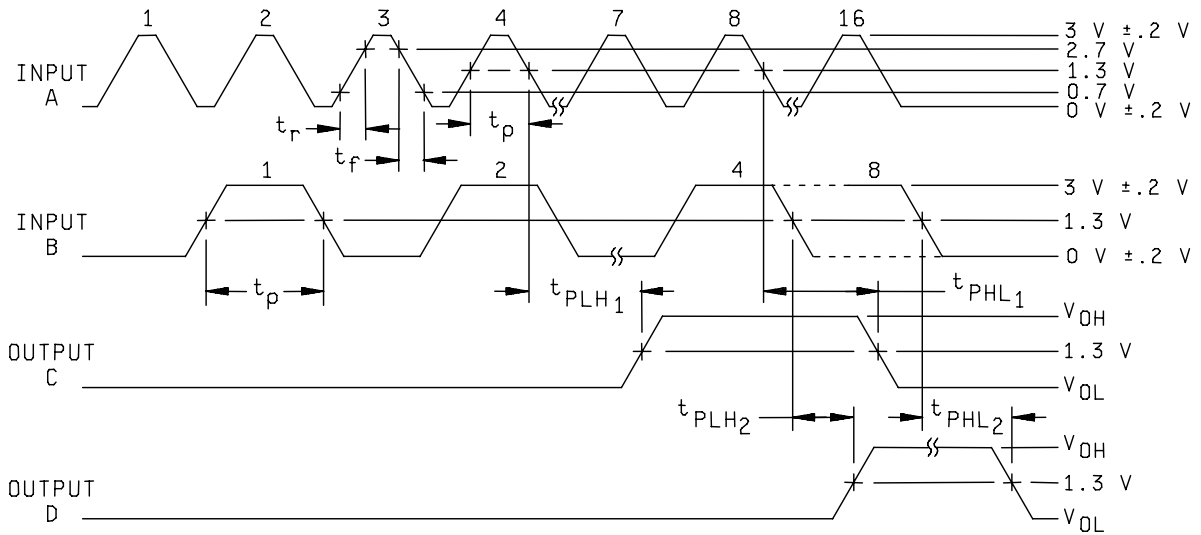 1 2 3 4 7 8 16
3 V ±.2 V
2.7 V
INPUT A
1.3 V
0.7 V
0 V ±.2 V
tr
tp
tf
1 2 4 8
3 V ±.2 V
INPUT B
1.3 V
0 V ±.2 V
tp
tPLH1
tPHL1
VOH
OUTPUT C
1.3 V
VOL
tPLH2
tPHL2
VOH
OUTPUT D
1.3 V
VOL